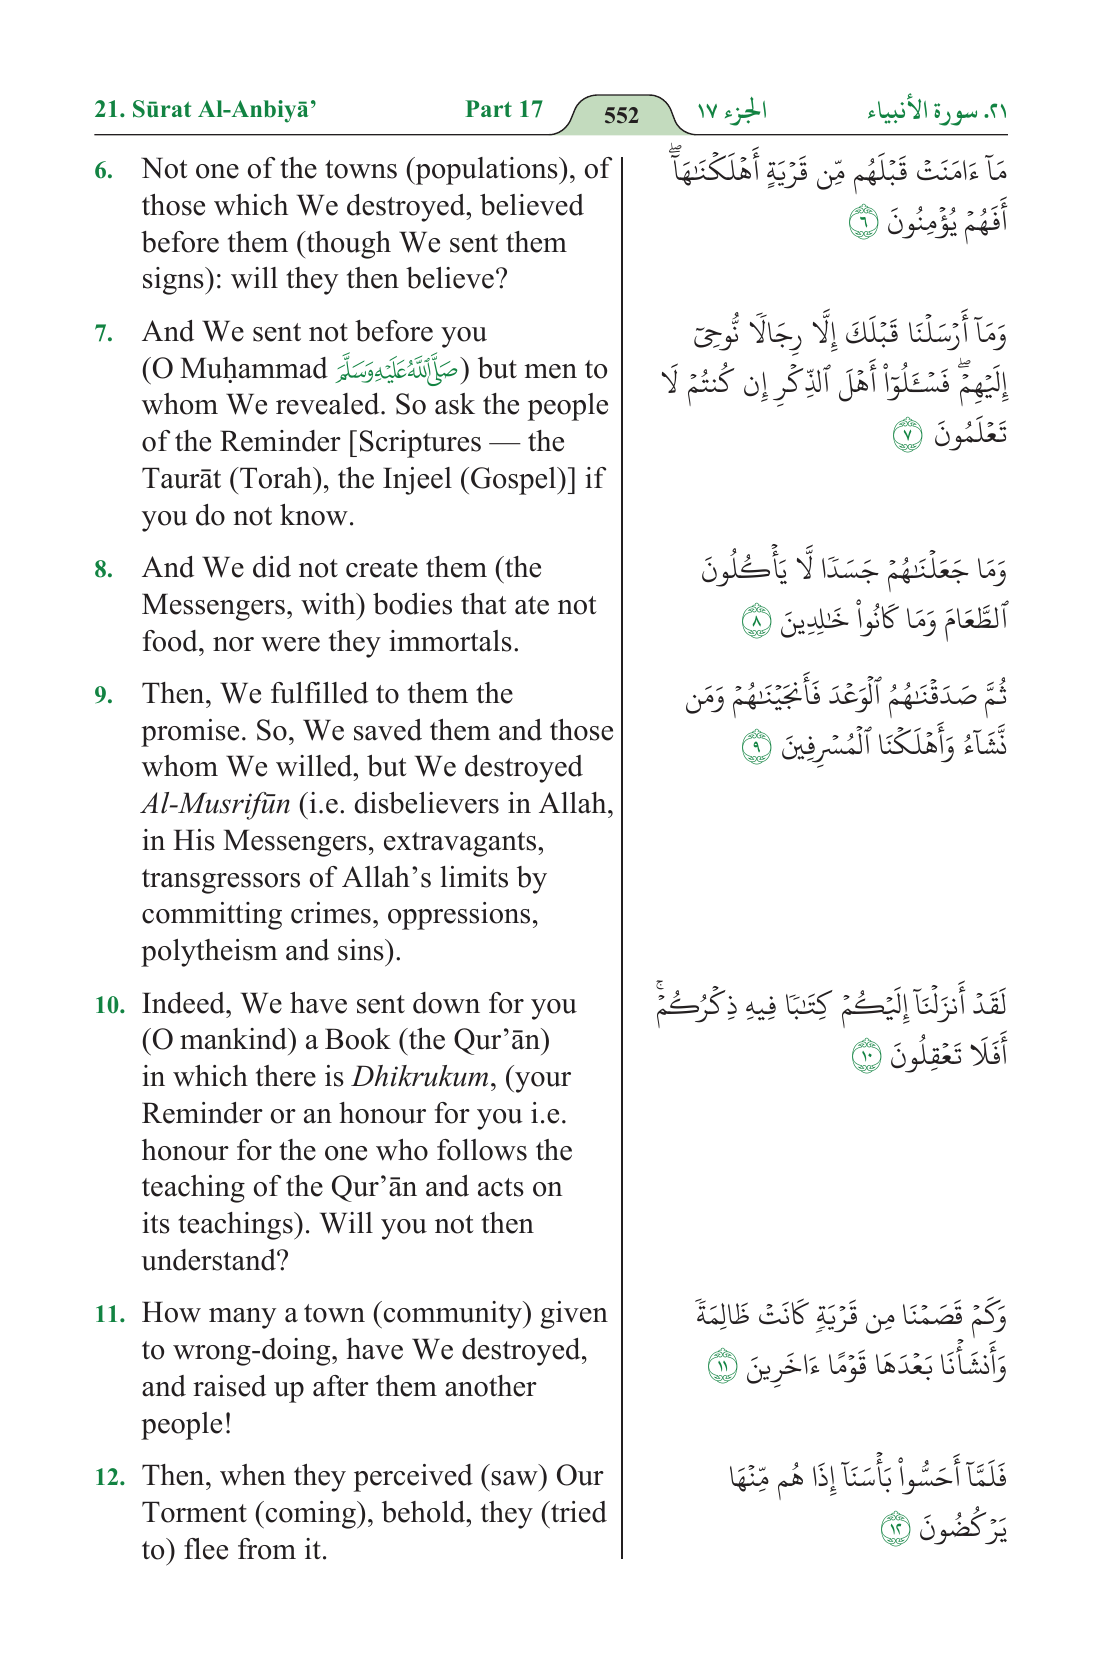 21. Sūrat Al-Anbiyā’ Part 17 552 الجزء ١٧ ٢١. سورة الأنبياء
6. Not one of the towns (populations), of
those which We destroyed, believed
before them (though We sent them
signs): will they then believe?
مَآ ءَامَنَتۡ قَبۡلَهُم مِّن قَرۡيَةٍ أَهۡلَكۡنَٰهَآۖ
أَفَهُمۡ يُؤۡمِنُونَ ٦
7. And We sent not before you
(O Muḥammad صَلَّى ٱللَّهُ عَلَيْهِ وَسَلَّمَ) but men to
whom We revealed. So ask the people
of the Reminder [Scriptures — the
Taurāt (Torah), the Injeel (Gospel)] if
you do not know.
وَمَآ أَرۡسَلۡنَا قَبۡلَكَ إِلَّا رِجَالٗا نُّوحِيٓ
إِلَيۡهِمۡۖ فَسۡـَٔلُوٓاْ أَهۡلَ ٱلذِّكۡرِ إِن كُنتُمۡ لَا
تَعۡلَمُونَ ٧
8. And We did not create them (the
Messengers, with) bodies that ate not
food, nor were they immortals.
وَمَا جَعَلۡنَٰهُمۡ جَسَدٗا لَّا يَأۡكُلُونَ
ٱلطَّعَامَ وَمَا كَانُواْ خَٰلِدِينَ ٨
9. Then, We fulfilled to them the
promise. So, We saved them and those
whom We willed, but We destroyed
Al-Musrifūn (i.e. disbelievers in Allah,
in His Messengers, extravagants,
transgressors of Allah’s limits by
committing crimes, oppressions,
polytheism and sins).
ثُمَّ صَدَقۡنَٰهُمُ ٱلۡوَعۡدَ فَأَنجَيۡنَٰهُمۡ وَمَن
نَّشَآءُ وَأَهۡلَكۡنَا ٱلۡمُسۡرِفِينَ ٩
10. Indeed, We have sent down for you
(O mankind) a Book (the Qur’ān)
in which there is Dhikrukum, (your
Reminder or an honour for you i.e.
honour for the one who follows the
teaching of the Qur’ān and acts on
its teachings). Will you not then
understand?
لَقَدۡ أَنزَلۡنَآ إِلَيۡكُمۡ كِتَٰبٗا فِيهِ ذِكۡرُكُمۡۚ
أَفَلَا تَعۡقِلُونَ ١٠
11. How many a town (community) given
to wrong-doing, have We destroyed,
and raised up after them another
people!
وَكَمۡ قَصَمۡنَا مِن قَرۡيَةٖ كَانَتۡ ظَالِمَةٗ
وَأَنشَأۡنَا بَعۡدَهَا قَوۡمًا ءَاخَرِينَ ١١
12. Then, when they perceived (saw) Our
Torment (coming), behold, they (tried
to) flee from it.
فَلَمَّآ أَحَسُّواْ بَأۡسَنَآ إِذَا هُم مِّنۡهَا
يَرۡكُضُونَ ١٢